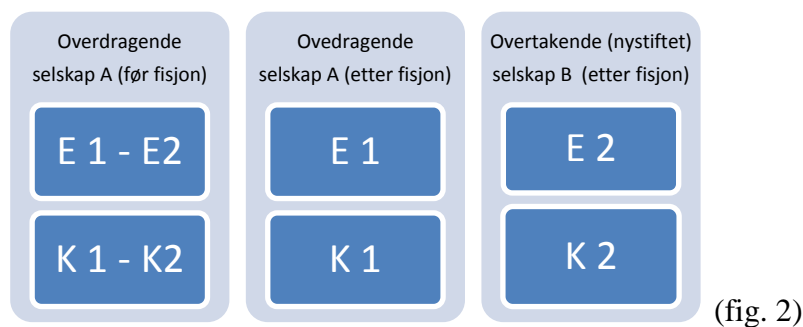 Overdragende
selskap A (før fisjon)
E 1 - E2
K 1 - K2
Ovedragende
selskap A (etter fisjon)
E 1
K 1
Overtakende (nystiftet)
selskap B (etter fisjon)
E 2
K 2
(fig. 2)